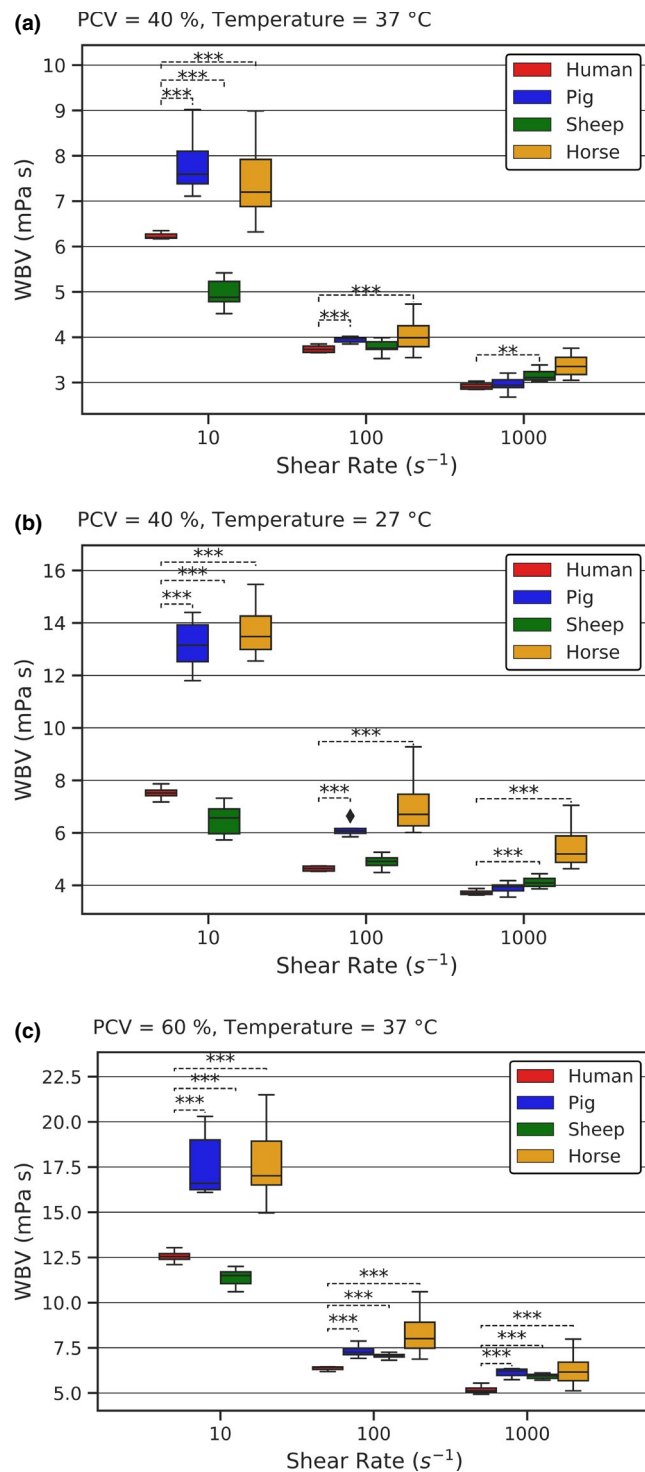 (a) PCV = 40 %, Temperature = 37 °C
10
9
8
7
6
5
4
3
WBV (mPa s)
***
***
***
***
***
**
Human
Pig
Sheep
Horse
10 100 1000
Shear Rate (s⁻¹)
(b) PCV = 40 %, Temperature = 27 °C
16
14
12
10
8
6
4
WBV (mPa s)
***
***
***
***
***
***
***
Human
Pig
Sheep
Horse
10 100 1000
Shear Rate (s⁻¹)
(c) PCV = 60 %, Temperature = 37 °C
22.5
20.0
17.5
15.0
12.5
10.0
7.5
5.0
WBV (mPa s)
***
***
***
***
***
***
***
***
***
Human
Pig
Sheep
Horse
10 100 1000
Shear Rate (s⁻¹)